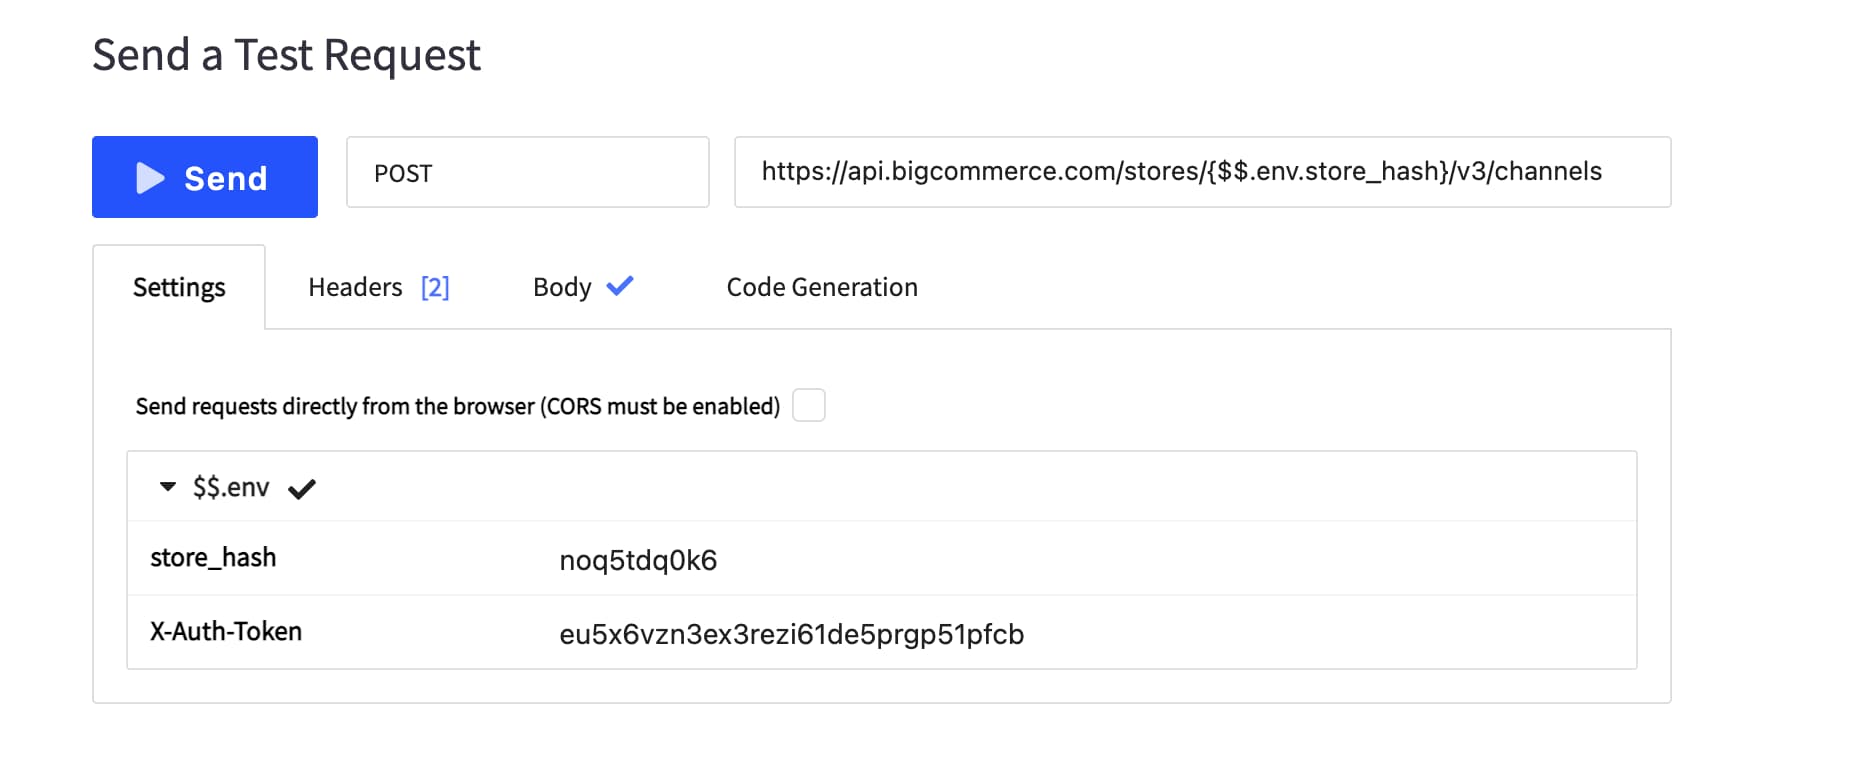 Send a Test Request
Send
POST
https://api.bigcommerce.com/stores/{$$.env.store_hash}/v3/channels
Settings
Headers [2]
Body
Code Generation
Send requests directly from the browser (CORS must be enabled)
$$.env
store_hash noq5tdq0k6
X-Auth-Token eu5x6vzn3ex3rezi61de5prgp51pfcb